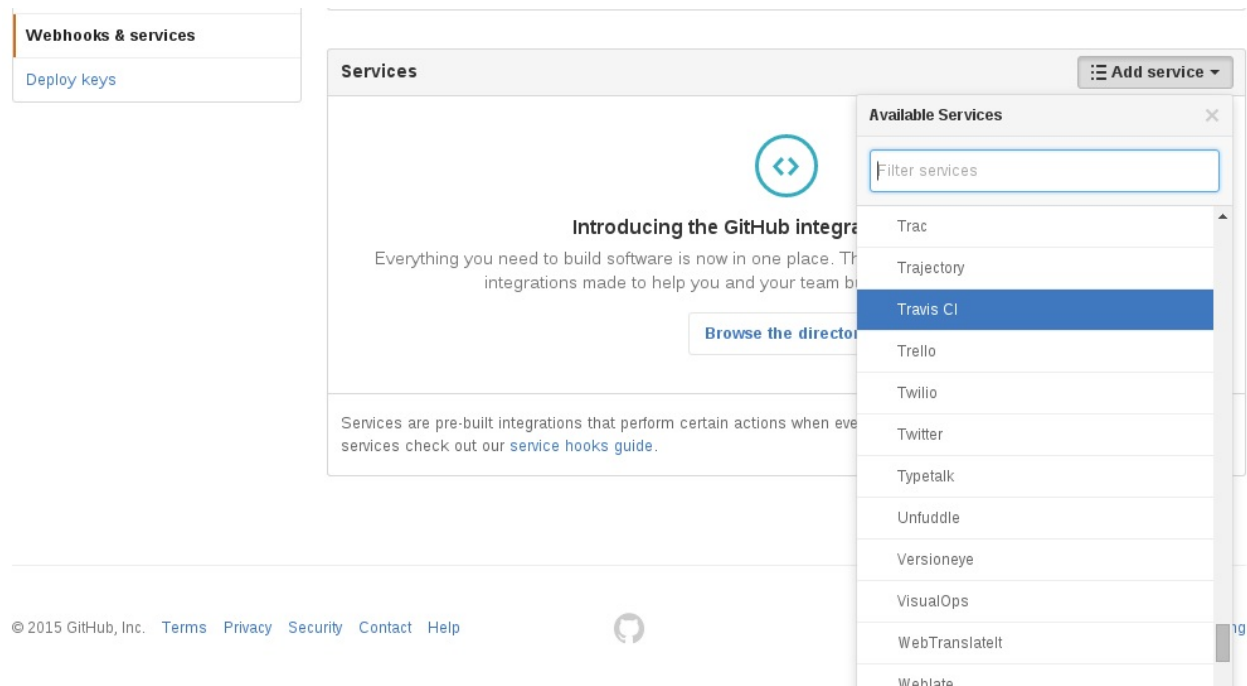 Webhooks & services
Deploy keys
Services
Add service
Available Services
Filter services
Introducing the GitHub integra
Everything you need to build software is now in one place. Th
integrations made to help you and your team b
Browse the director
Services are pre-built integrations that perform certain actions when eve
services check out our service hooks guide.
Trac
Trajectory
Travis CI
Trello
Twilio
Twitter
Typetalk
Unfuddle
Versioneye
VisualOps
WebTranslateIt
Weblate
© 2015 GitHub, Inc. Terms Privacy Security Contact Help
ng